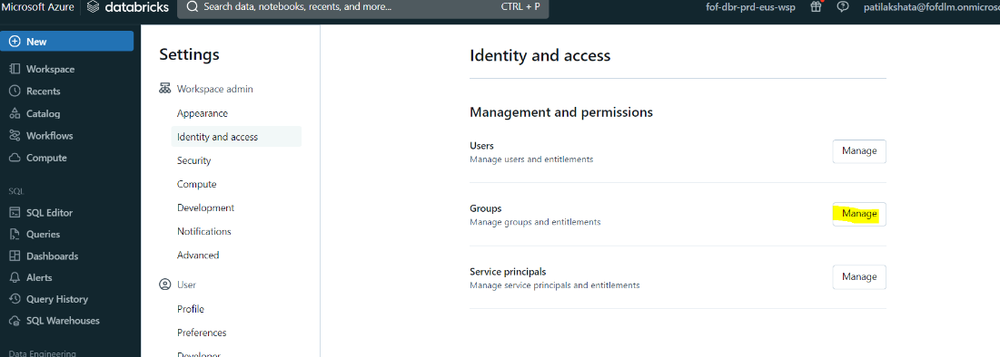 Microsoft Azure databricks Search data, notebooks, recents, and more... CTRL + P fof-dbr-prd-eus-wsp patilakshata@fofdlm.onmicroso
New
Workspace
Recents
Catalog
Workflows
Compute
SQL
SQL Editor
Queries
Dashboards
Alerts
Query History
SQL Warehouses
Data Engineering
Settings
Workspace admin
Appearance
Identity and access
Security
Compute
Development
Notifications
Advanced
User
Profile
Preferences
Developer
Identity and access
Management and permissions
Users
Manage users and entitlements
Manage
Groups
Manage groups and entitlements
Manage
Service principals
Manage service principals and entitlements
Manage